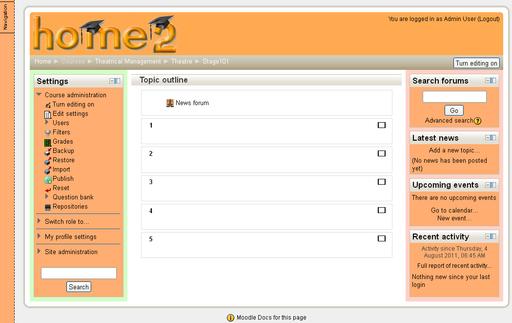 Navigation
home2
You are logged in as Admin User (Logout)
Home ► Courses ► Theatrical Management ► Theatre ► Stage101
Turn editing on
Settings
Course administration
Turn editing on
Edit settings
Users
Filters
Grades
Backup
Restore
Import
Publish
Reset
Question bank
Repositories
Switch role to...
My profile settings
Site administration
Search
Topic outline
News forum
1
2
3
4
5
Search forums
Go
Advanced search
Latest news
Add a new topic...
(No news has been posted
yet)
Upcoming events
There are no upcoming events
Go to calendar...
New event...
Recent activity
Activity since Thursday, 4
August 2011, 06:45 AM
Full report of recent activity...
Nothing new since your last
login
Moodle Docs for this page